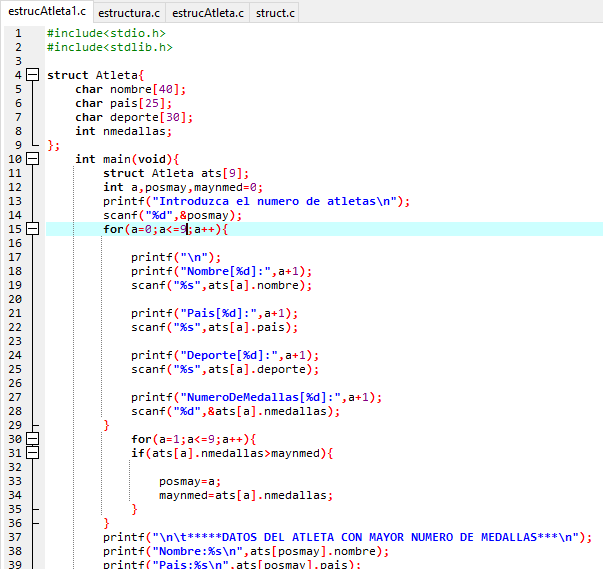 estrucAtleta1.c estructura.c estrucAtleta.c struct.c
1 #include<stdio.h>
2 #include<stdlib.h>
3
4 struct Atleta{
5 char nombre[40];
6 char pais[25];
7 char deporte[30];
8 int nmedallas;
9 };
10 int main(void){
11 struct Atleta ats[9];
12 int a,posmay,maynmed=0;
13 printf("Introduzca el numero de atletas\n");
14 scanf("%d",&posmay);
15 for(a=0;a<=9;a++){
16
17 printf("\n");
18 printf("Nombre[%d]:",a+1);
19 scanf("%s",ats[a].nombre);
20
21 printf("Pais[%d]:",a+1);
22 scanf("%s",ats[a].pais);
23
24 printf("Deporte[%d]:",a+1);
25 scanf("%s",ats[a].deporte);
26
27 printf("NumeroDeMedallas[%d]:",a+1);
28 scanf("%d",&ats[a].nmedallas);
29 }
30 for(a=1;a<=9;a++){
31 if(ats[a].nmedallas>maynmed){
32
33 posmay=a;
34 maynmed=ats[a].nmedallas;
35 }
36 }
37 printf("\n\t*****DATOS DEL ATLETA CON MAYOR NUMERO DE MEDALLAS***\n");
38 printf("Nombre:%s\n",ats[posmay].nombre);
39 printf("Pais:%s\n",ats[posmay].pais);